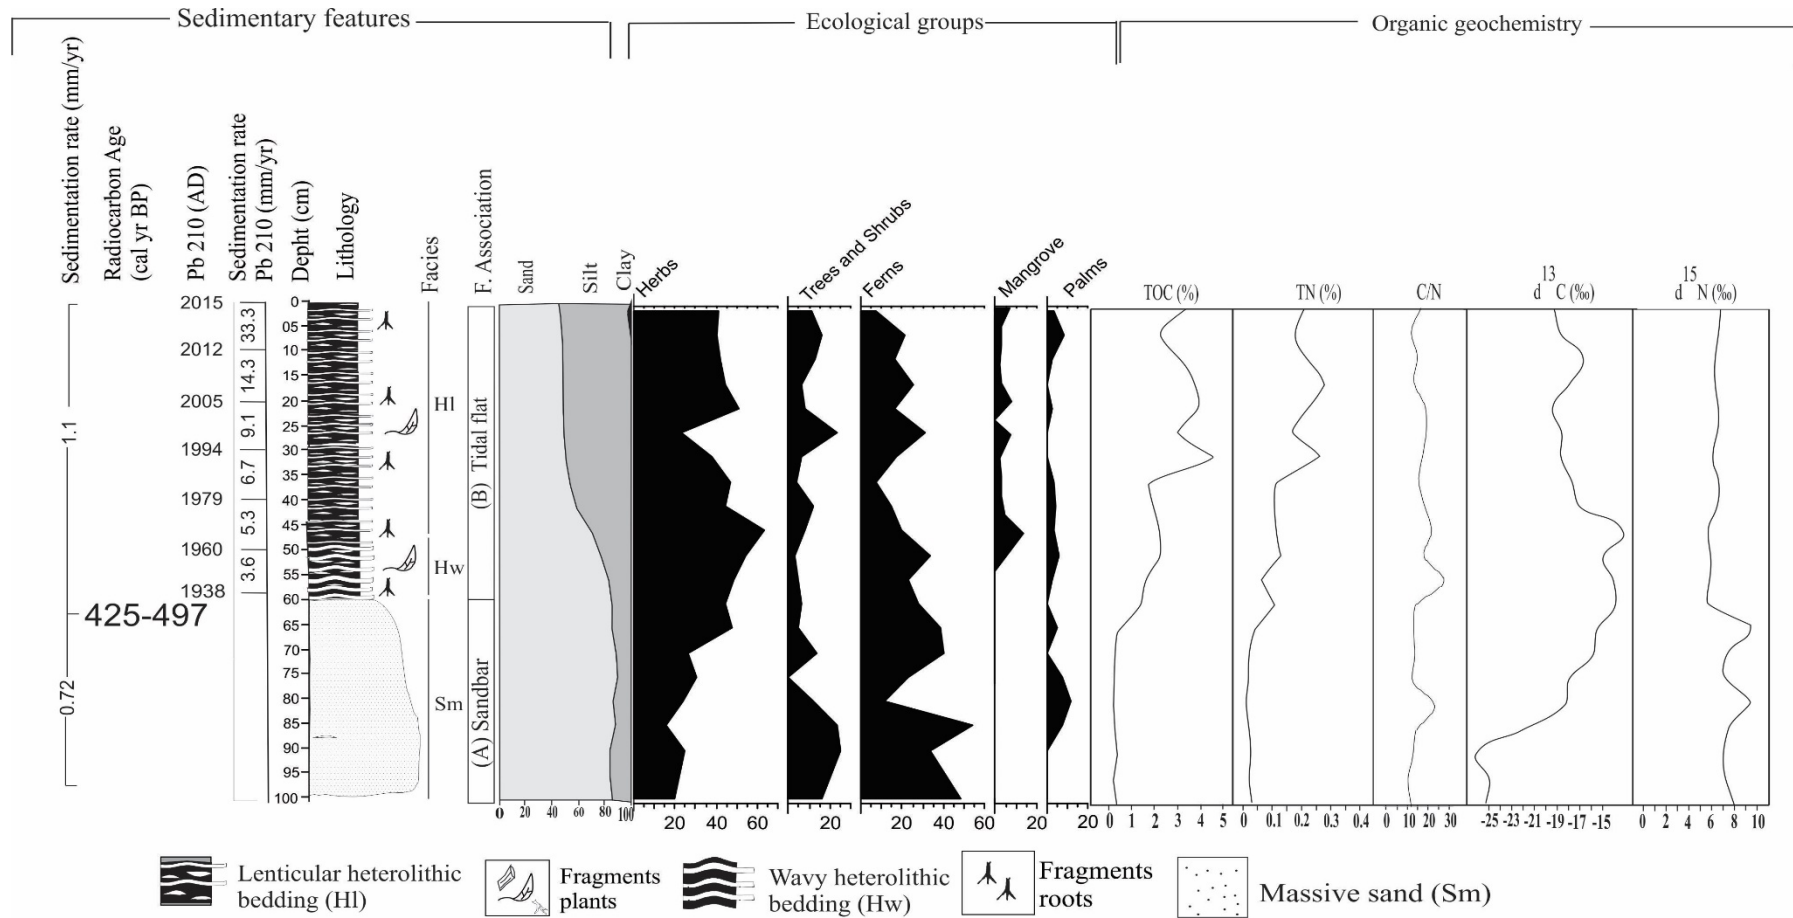 Sedimentary features
Ecological groups
Organic geochemistry
Sedimentation rate (mm/yr)
Radiocarbon Age
(cal yr BP)
Pb 210 (AD)
Sedimentation rate
Pb 210 (mm/yr)
Depht (cm)
Lithology
Facies
F. Association
Sand
Silt
Clay
Herbs
Trees and Shrubs
Ferns
Mangrove
Palms
TOC (%)
TN (%)
C/N
d 13 C (‰)
d 15 N (‰)
1.1
0.72
425-497
2015
2012
2005
1994
1979
1960
1938
33.3
14.3
9.1
6.7
5.3
3.6
0
05
10
15
20
25
30
35
40
45
50
55
60
65
70
75
80
85
90
95
100
Hl
Hw
Sm
(B) Tidal flat
(A) Sandbar
0 20 40 60 80 100
20 40 60
20
20 40 60
20
20
0 1 2 3 4 5
0 0.1 0.2 0.3 0.4
0 10 20 30
-25 -23 -21 -19 -17 -15
0 2 4 6 8 10
Lenticular heterolithic
bedding (Hl)
Fragments
plants
Wavy heterolithic
bedding (Hw)
Fragments
roots
Massive sand (Sm)